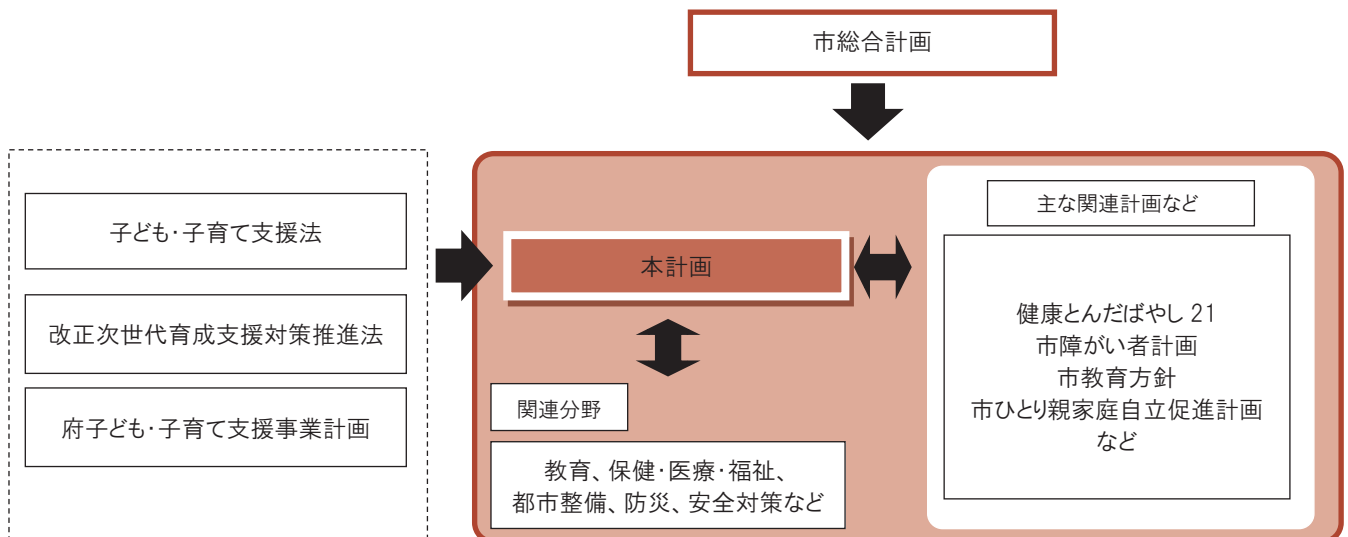 市総合計画
子ども・子育て支援法
改正次世代育成支援対策推進法
府子ども・子育て支援事業計画
本計画
関連分野
教育、保健・医療・福祉、
都市整備、防災、安全対策など
主な関連計画など
健康とんだばやし 21
市障がい者計画
市教育方針
市ひとり親家庭自立促進計画
など